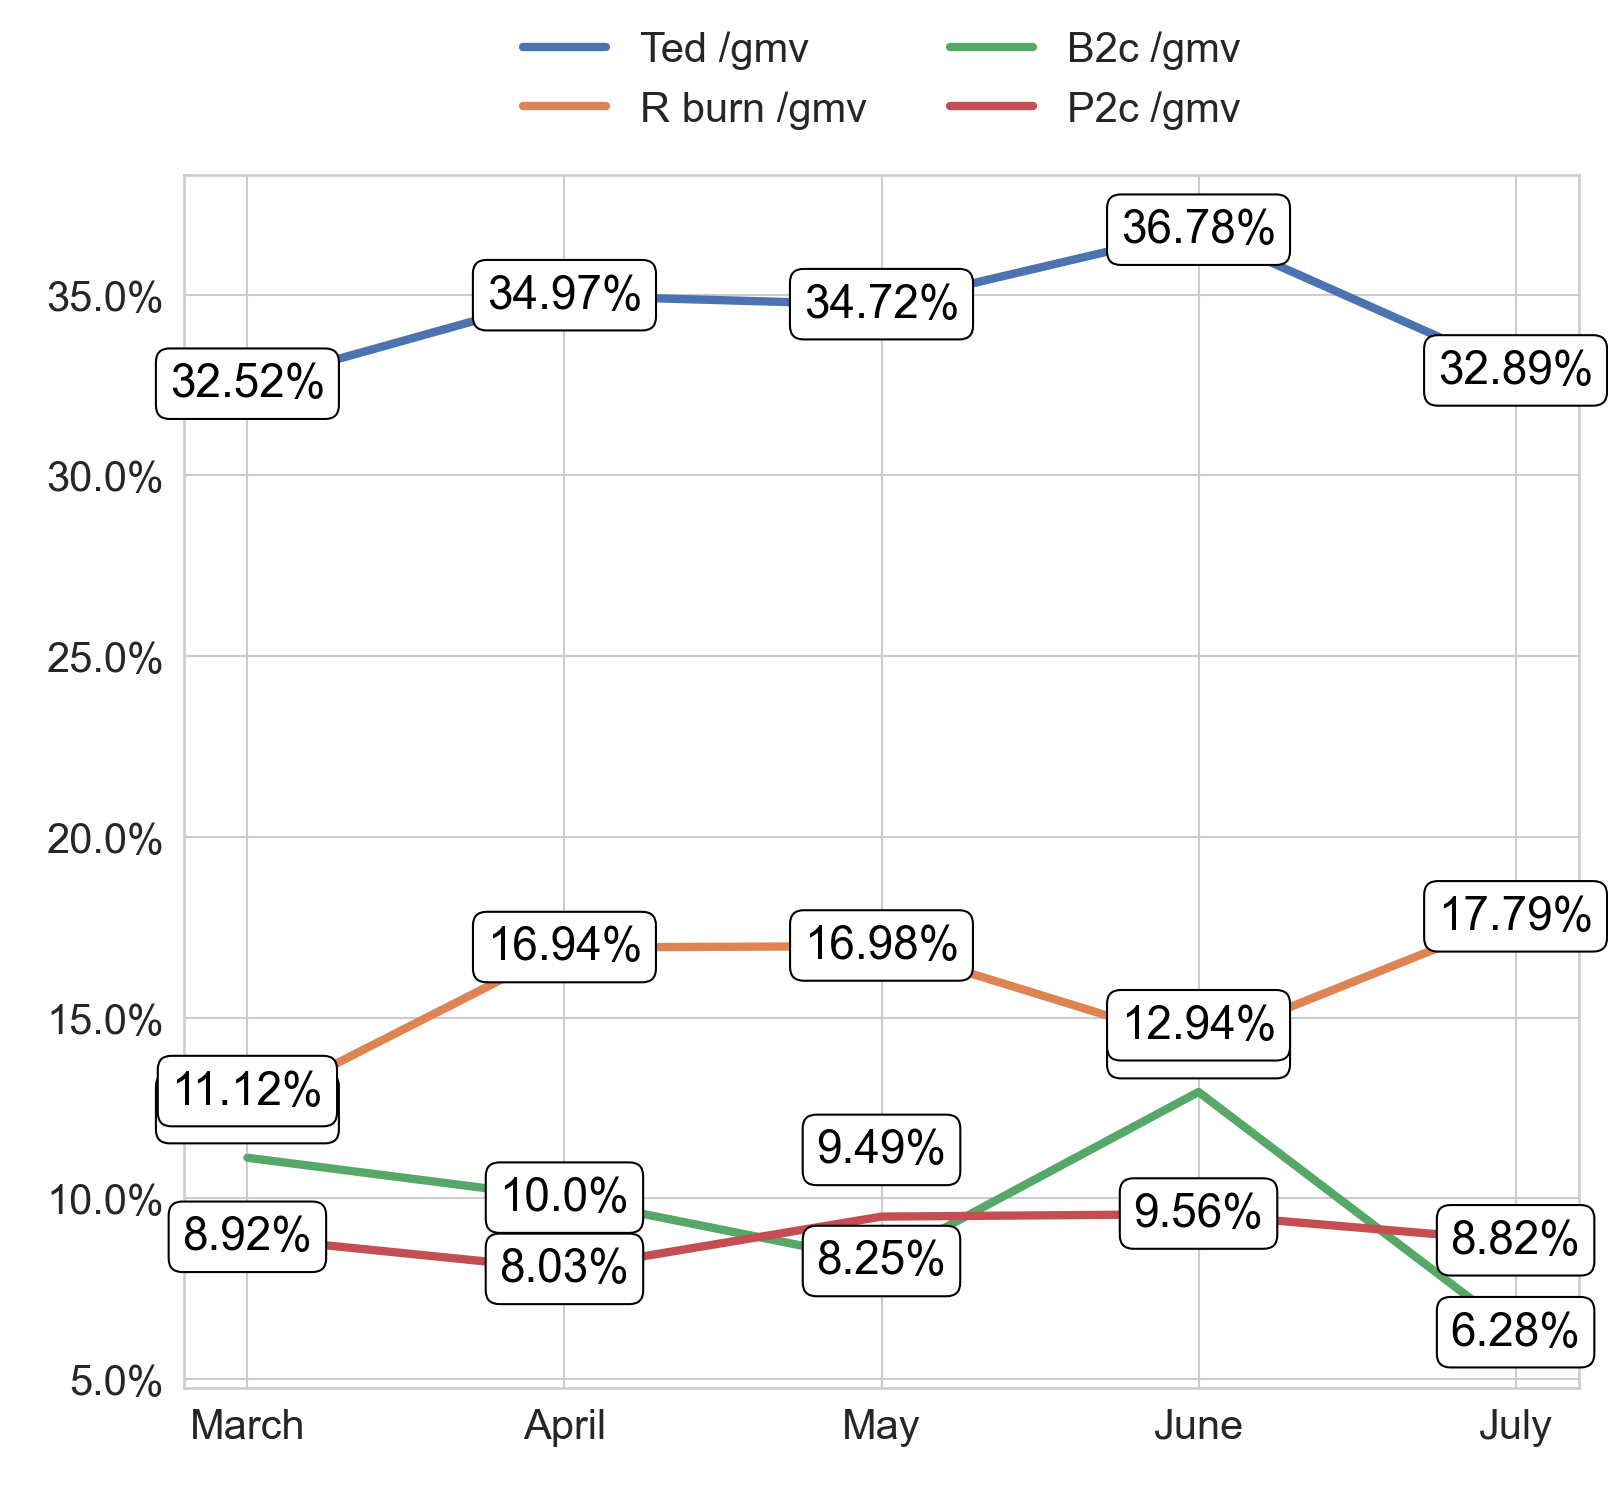 Ted /gmv
B2c /gmv
R burn /gmv
P2c /gmv
36.78%
35.0%
34.97%
34.72%
32.52%
32.89%
30.0%
25.0%
20.0%
17.79%
16.94%
16.98%
15.0%
12.94%
11.12%
9.49%
10.0%
10.0%
8.92%
9.56%
8.03%
8.25%
8.82%
6.28%
5.0%
March
April
May
June
July